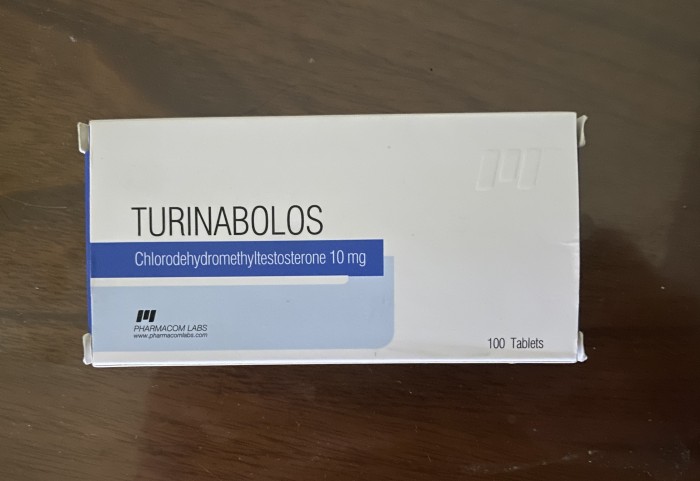 TURINABOLOS
Chlorodehydromethyltestosterone 10 mg
PHARMACOM LABS
www.pharmacomlabs.com
100 Tablets